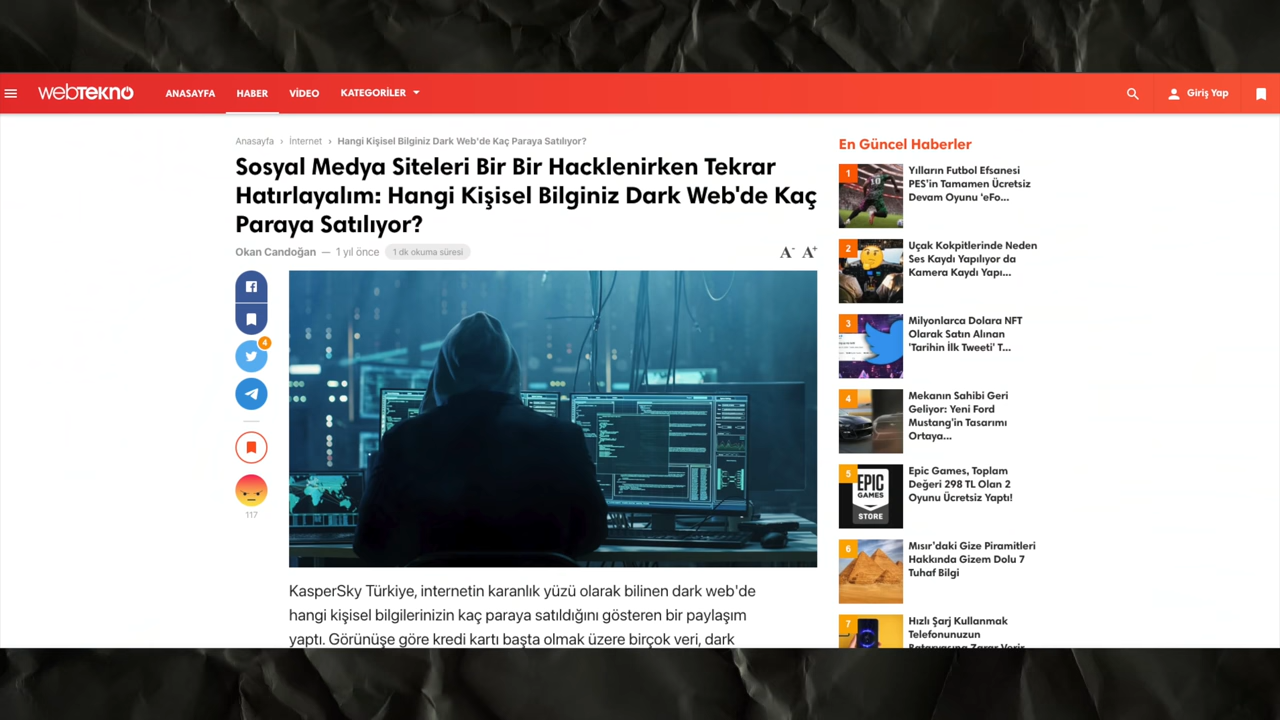 webtekno
ANASAYFA
HABER
VİDEO
KATEGORİLER
Giriş Yap
Anasayfa › İnternet › Hangi Kişisel Bilginiz Dark Web'de Kaç Paraya Satılıyor?
Sosyal Medya Siteleri Bir Bir Hacklenirken Tekrar
Hatırlayalım: Hangi Kişisel Bilginiz Dark Web'de Kaç
Paraya Satılıyor?
Okan Candoğan — 1 yıl önce 1 dk okuma süresi
A- A+
4
117
KasperSky Türkiye, internetin karanlık yüzü olarak bilinen dark web'de
hangi kişisel bilgilerinizin kaç paraya satıldığını gösteren bir paylaşım
yaptı. Görünüşe göre kredi kartı başta olmak üzere birçok veri, dark
En Güncel Haberler
1
Yılların Futbol Efsanesi
PES'in Tamamen Ücretsiz
Devam Oyunu 'eFo...
2
Uçak Kokpitlerinde Neden
Ses Kaydı Yapılıyor da
Kamera Kaydı Yapı...
3
Milyonlarca Dolara NFT
Olarak Satın Alınan
'Tarihin İlk Tweeti' T...
4
Mekanın Sahibi Geri
Geliyor: Yeni Ford
Mustang'in Tasarımı
Ortaya...
5
EPIC
GAMES
STORE
Epic Games, Toplam
Değeri 298 TL Olan 2
Oyunu Ücretsiz Yaptı!
6
Mısır'daki Gize Piramitleri
Hakkında Gizem Dolu 7
Tuhaf Bilgi
7
Hızlı Şarj Kullanmak
Telefonunuzun
Bataryasına Zarar Verir